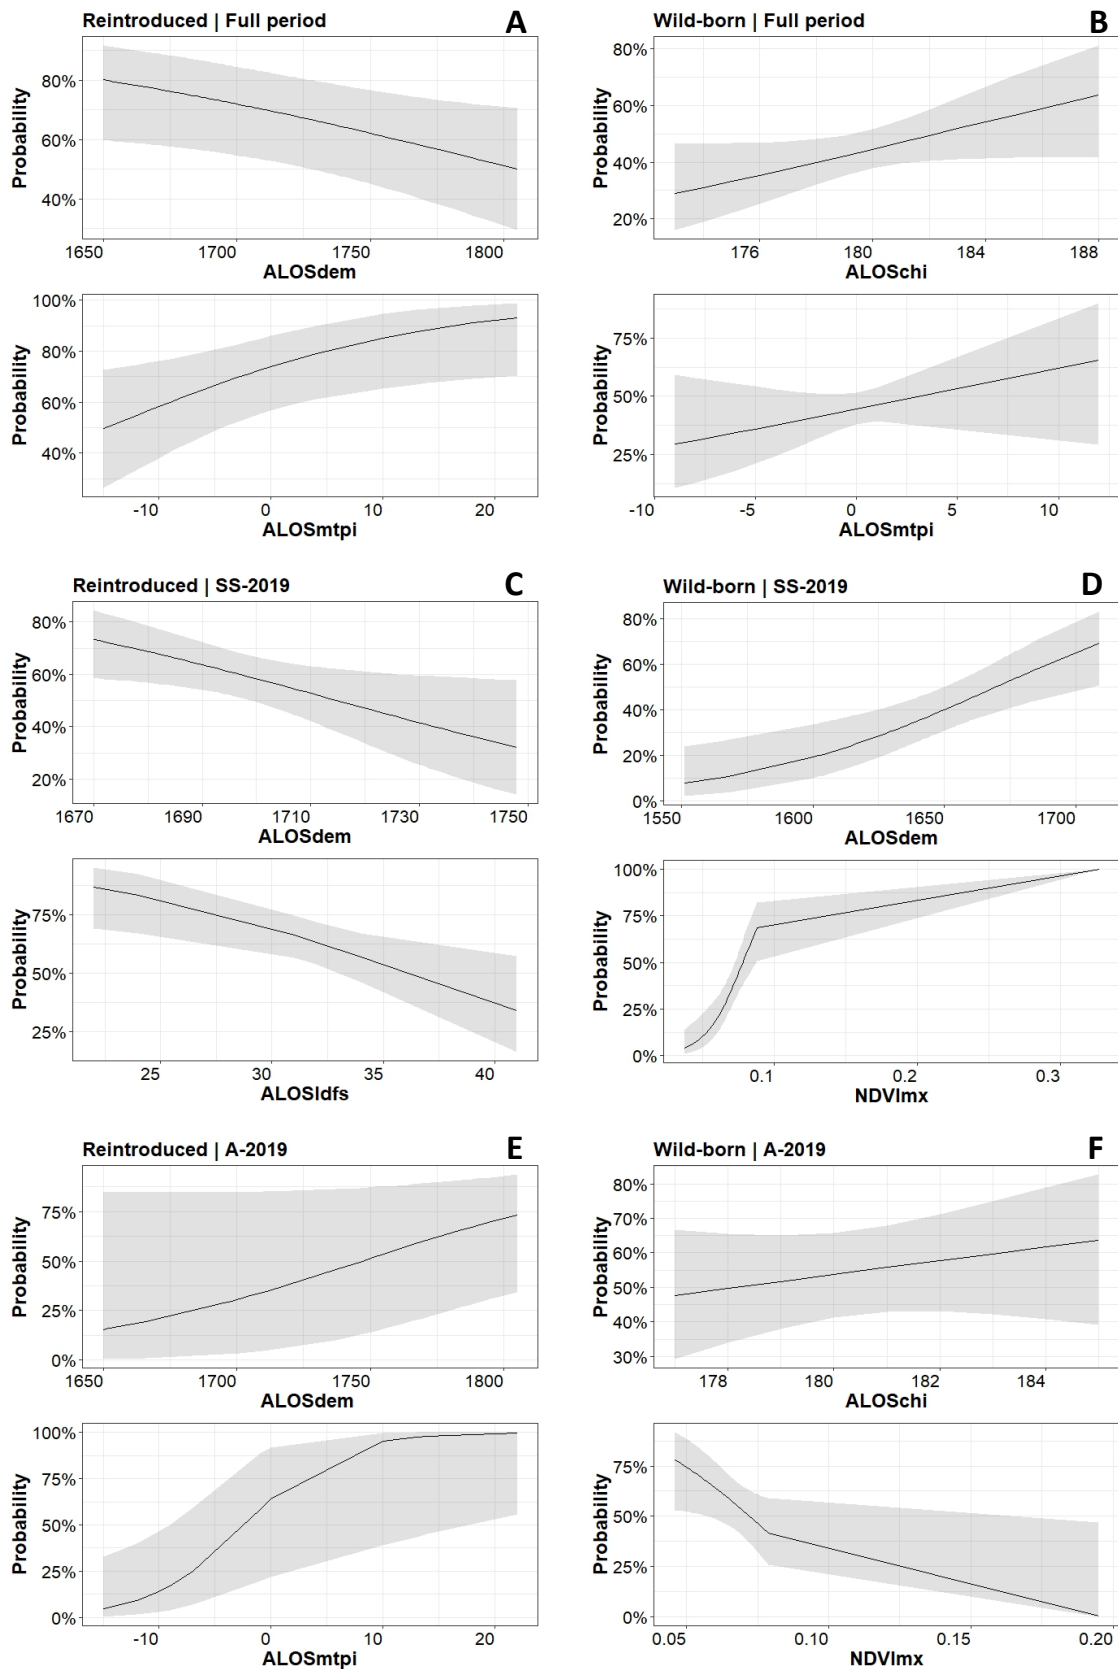 Reintroduced | Full period A
Probability
80%
60%
40%
1650 1700 1750 1800
ALOSdem
Probability
100%
80%
60%
40%
-10 0 10 20
ALOSmtpi
Wild-born | Full period B
Probability
80%
60%
40%
20%
176 180 184 188
ALOSchi
Probability
75%
50%
25%
-10 -5 0 5 10
ALOSmtpi
Reintroduced | SS-2019 C
Probability
80%
60%
40%
20%
1670 1690 1710 1730 1750
ALOSdem
Probability
75%
50%
25%
25 30 35 40
ALOSldfs
Wild-born | SS-2019 D
Probability
80%
60%
40%
20%
0%
1550 1600 1650 1700
ALOSdem
Probability
100%
75%
50%
25%
0%
0.1 0.2 0.3
NDVImx
Reintroduced | A-2019 E
Probability
75%
50%
25%
0%
1650 1700 1750 1800
ALOSdem
Probability
100%
75%
50%
25%
0%
-10 0 10 20
ALOSmtpi
Wild-born | A-2019 F
Probability
80%
70%
60%
50%
40%
30%
178 180 182 184
ALOSchi
Probability
75%
50%
25%
0%
0.05 0.10 0.15 0.20
NDVImx